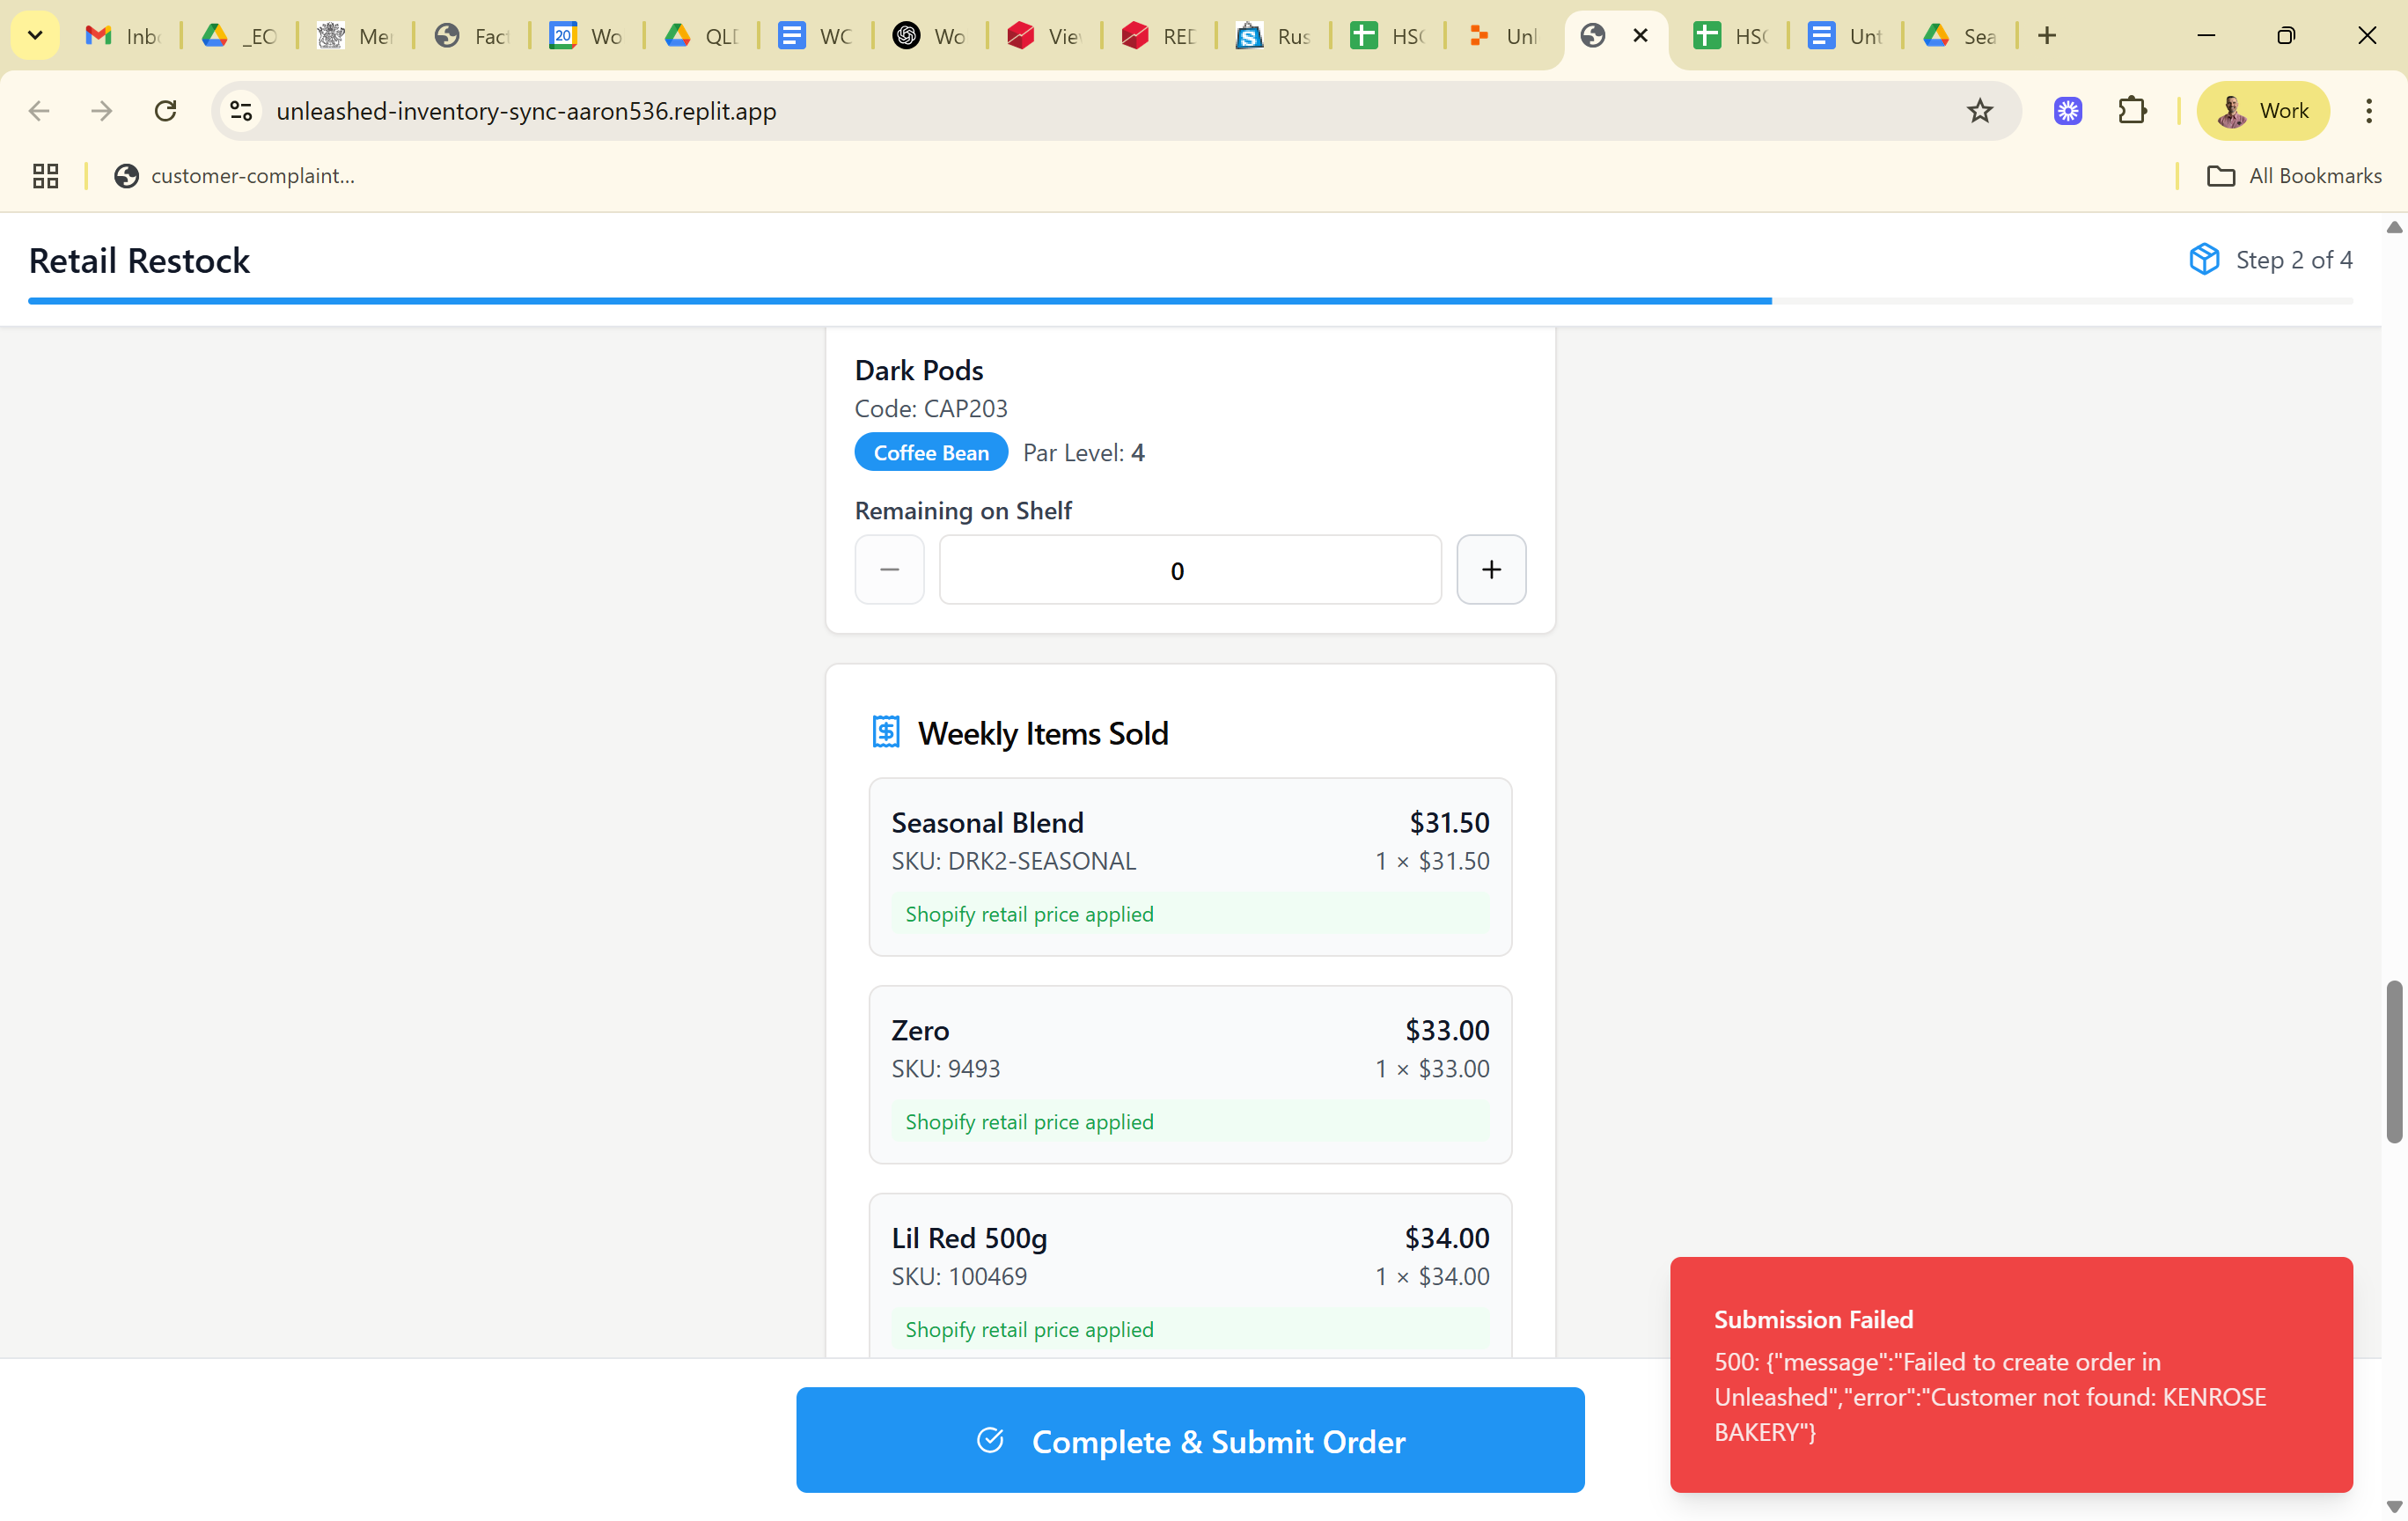 Inb
_EO
Mer
Fact
20
Wo
QLD
WC
Wo
View
RED
Rus
HSC
Unl
HSC
Unt
Sea
unleashed-inventory-sync-aaron536.replit.app
Work
customer-complaint...
All Bookmarks
Retail Restock
Step 2 of 4
Dark Pods
Code: CAP203
Coffee Bean
Par Level: 4
Remaining on Shelf
0
Weekly Items Sold
Seasonal Blend
$31.50
SKU: DRK2-SEASONAL
1 × $31.50
Shopify retail price applied
Zero
$33.00
SKU: 9493
1 × $33.00
Shopify retail price applied
Lil Red 500g
$34.00
SKU: 100469
1 × $34.00
Shopify retail price applied
Complete & Submit Order
Submission Failed
500: {"message":"Failed to create order in
Unleashed","error":"Customer not found: KENROSE
BAKERY"}